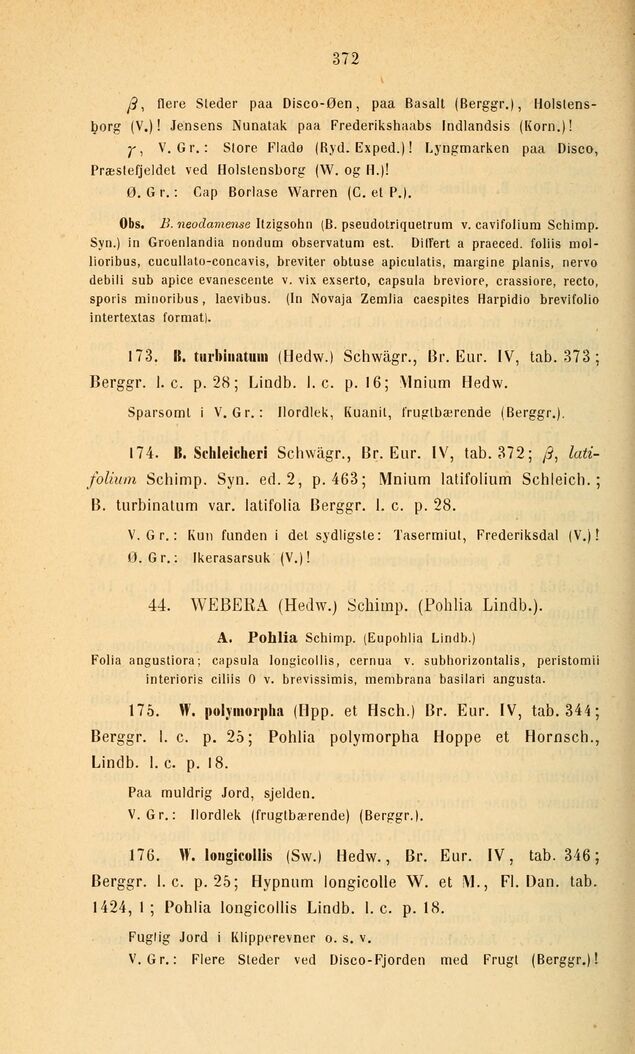 372
β, flere Steder paa Disco-Øen, paa Basalt (Berggr.), Holstens-
borg (V.)! Jensens Nunatak paa Frederikshaabs Indlandsis (Korn.)!
γ, V. Gr.: Store Fladø (Ryd. Exped.)! Lyngmarken paa Disco,
Præstefjeldet ved Holstensborg (W. og H.)!
Ø. Gr.: Cap Borlase Warren (C. et P.).
Obs. B. neodamense Itzigsohn (B. pseudotriquetrum v. cavifolium Schimp.
Syn.) in Groenlandia nondum observatum est. Differt a praeced. foliis mol-
lioribus, cucullato-concavis, breviter obtuse apiculatis, margine planis, nervo
debili sub apice evanescente v. vix exserto, capsula breviore, crassiore, recto,
sporis minoribus, laevibus. (In Novaja Zemlia caespites Harpidio brevifolio
intertextas format).
173. B. turbinatum (Hedw.) Schwägr., Br. Eur. IV, tab. 373;
Berggr. l. c. p. 28; Lindb. l. c. p. 16; Mnium Hedw.
Sparsomt i V. Gr.: Nordlek, Kuanit, frugtbærende (Berggr.).
174. B. Schleicheri Schwägr., Br. Eur. IV, tab. 372; β, lati-
folium Schimp. Syn. ed. 2, p. 463; Mnium latifolium Schleich.;
B. turbinatum var. latifolia Berggr. l. c. p. 28.
V. Gr.: Kun funden i det sydligste: Tasermiut, Frederiksdal (V.)!
Ø. Gr.: Ikerasarsuk (V.)!
44. WEBERA (Hedw.) Schimp. (Pohlia Lindb.).
A. Pohlia Schimp. (Eupohlia Lindb.)
Folia angustiora; capsula longicollis, cernua v. subhorizontalis, peristomii
interioris ciliis 0 v. brevissimis, membrana basilari angusta.
175. W. polymorpha (Hpp. et Hsch.) Br. Eur. IV, tab. 344;
Berggr. l. c. p. 25; Pohlia polymorpha Hoppe et Hornsch.,
Lindb. l. c. p. 18.
Paa muldrig Jord, sjelden.
V. Gr.: Nordlek (frugtbærende) (Berggr.).
176. W. longicollis (Sw.) Hedw., Br. Eur. IV, tab. 346;
Berggr. l. c. p. 25; Hypnum longicolle W. et M., Fl. Dan. tab.
1424, 1; Pohlia longicollis Lindb. l. c. p. 18.
Fugtig Jord i Klipperevner o. s. v.
V. Gr.: Flere Steder ved Disco-Fjorden med Frugt (Berggr.)!